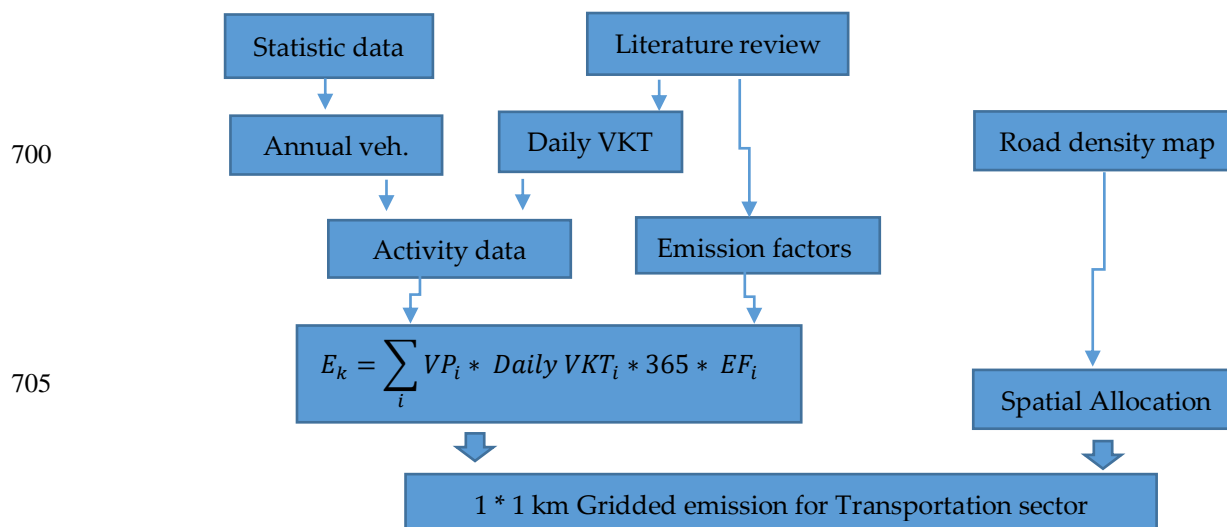 Statistic data
Literature review
700
Annual veh.
Daily VKT
Road density map
Activity data
Emission factors
E_k = ∑_i VP_i * Daily VKT_i * 365 * EF_i
705
Spatial Allocation
1 * 1 km Gridded emission for Transportation sector